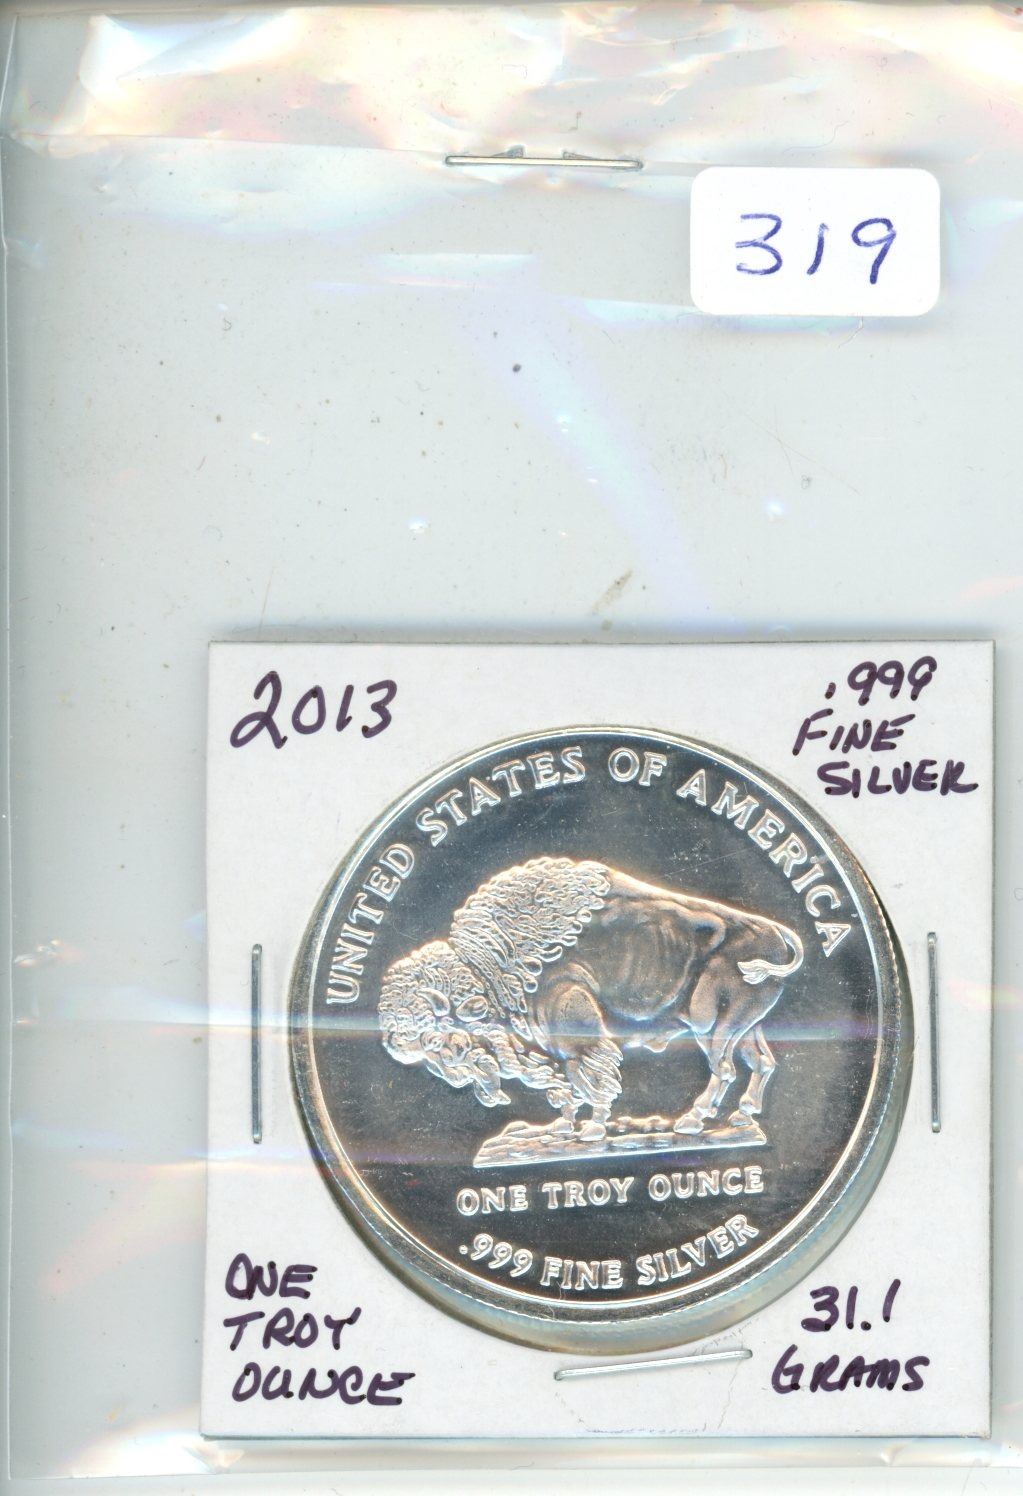 319
2013
.999
FINE
SILVER
UNITED STATES OF AMERICA
ONE TROY OUNCE
.999 FINE SILVER
ONE
TROY
OUNCE
31.1
GRAMS